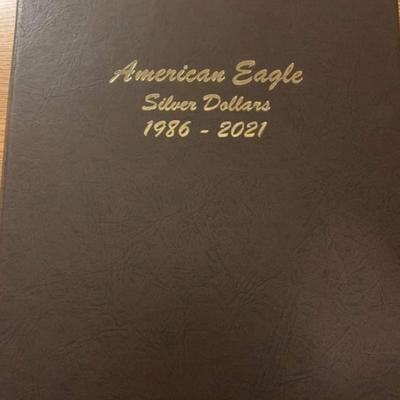 American Eagle
Silver Dollars
1986 - 2021